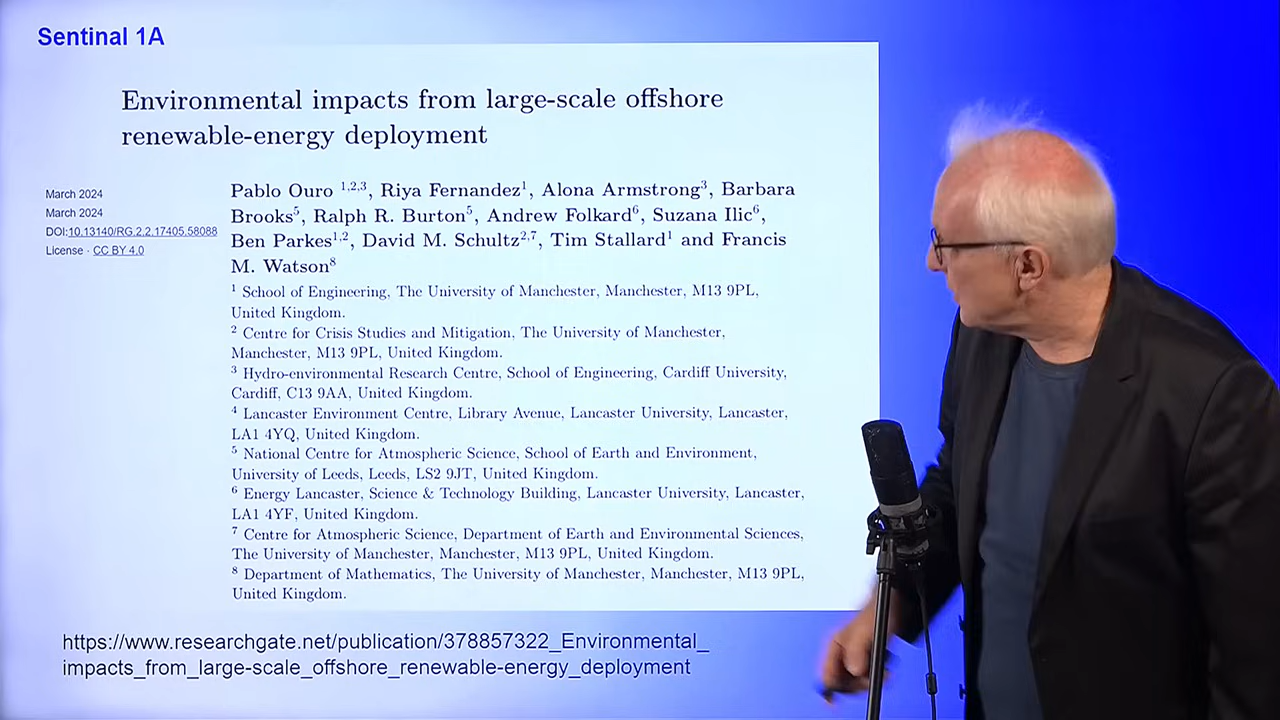 Sentinal 1A
Environmental impacts from large-scale offshore
renewable-energy deployment
March 2024
March 2024
DOI:10.13140/RG.2.2.17405.58088
License · CC BY 4.0
Pablo Ouro 1,2,3, Riya Fernandez1, Alona Armstrong3, Barbara
Brooks5, Ralph R. Burton5, Andrew Folkard6, Suzana Ilic6,
Ben Parkes1,2, David M. Schultz2,7, Tim Stallard1 and Francis
M. Watson8
1 School of Engineering, The University of Manchester, Manchester, M13 9PL,
United Kingdom.
2 Centre for Crisis Studies and Mitigation, The University of Manchester,
Manchester, M13 9PL, United Kingdom.
3 Hydro-environmental Research Centre, School of Engineering, Cardiff University,
Cardiff, C13 9AA, United Kingdom.
4 Lancaster Environment Centre, Library Avenue, Lancaster University, Lancaster,
LA1 4YQ, United Kingdom.
5 National Centre for Atmospheric Science, School of Earth and Environment,
University of Leeds, Leeds, LS2 9JT, United Kingdom.
6 Energy Lancaster, Science & Technology Building, Lancaster University, Lancaster,
LA1 4YF, United Kingdom.
7 Centre for Atmospheric Science, Department of Earth and Environmental Sciences,
The University of Manchester, Manchester, M13 9PL, United Kingdom.
8 Department of Mathematics, The University of Manchester, Manchester, M13 9PL,
United Kingdom.
https://www.researchgate.net/publication/378857322_Environmental_
impacts_from_large-scale_offshore_renewable-energy_deployment